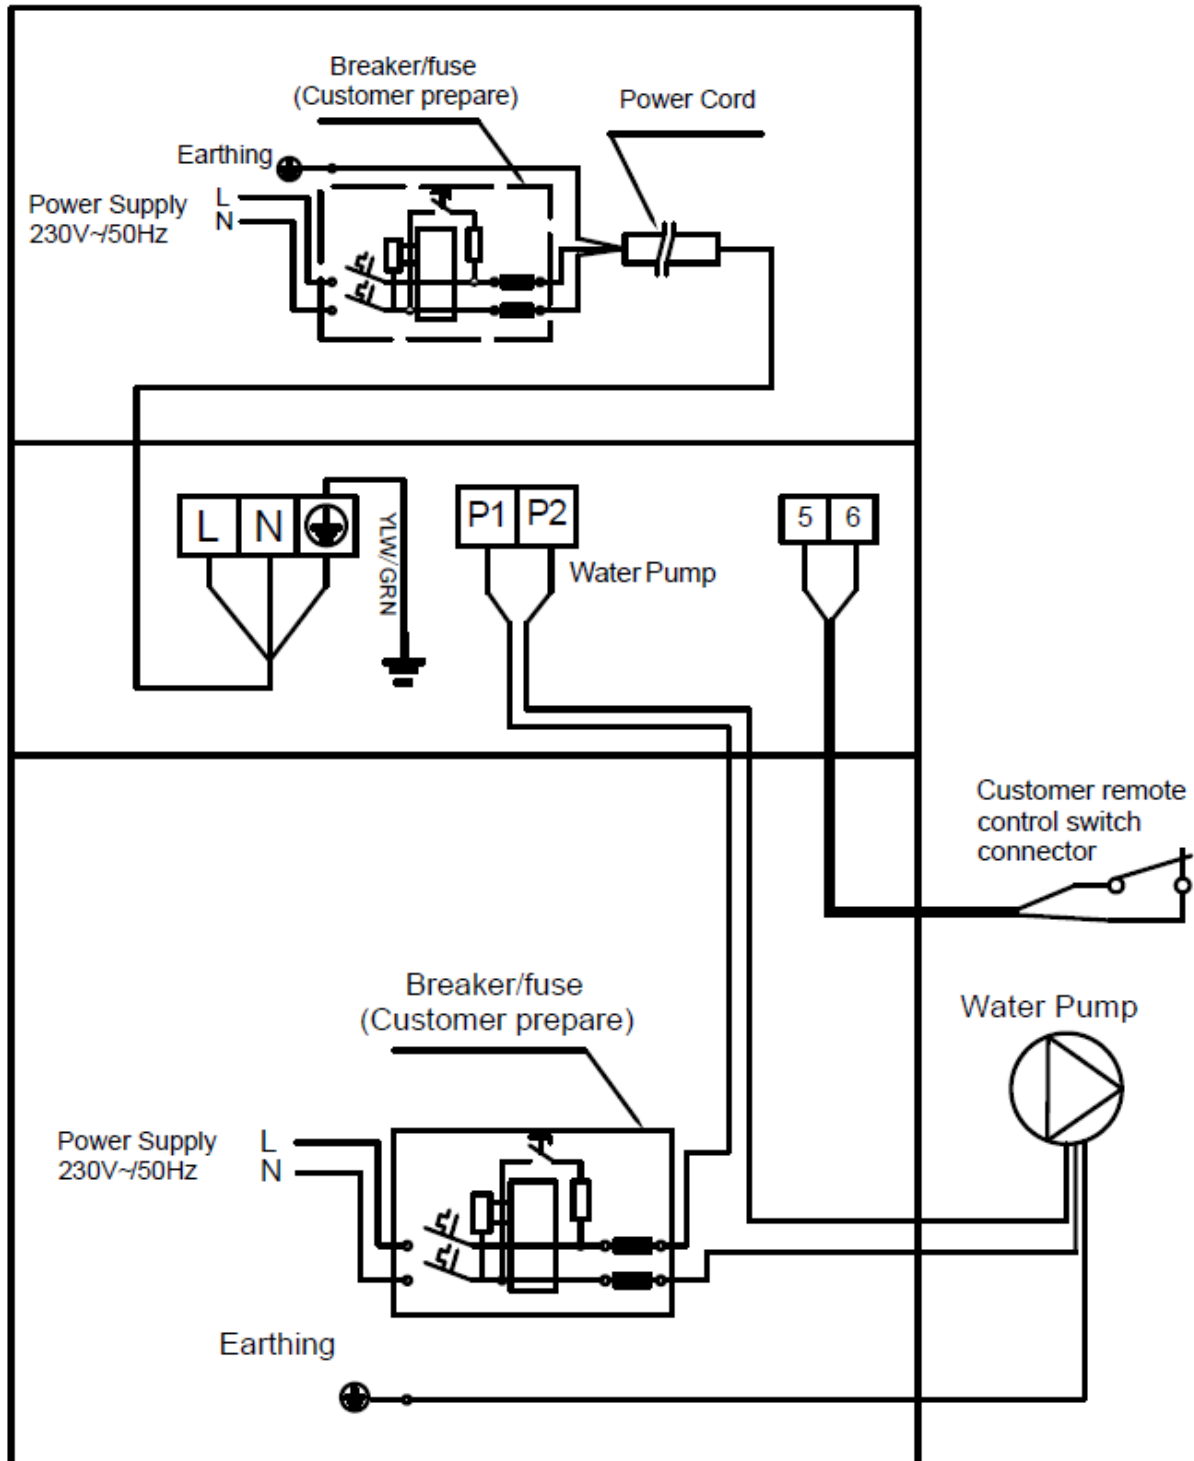 Breaker/fuse
(Customer prepare)
Power Cord
Earthing
Power Supply
230V~/50Hz
L
N
L N
YLW/GRN
P1 P2
Water Pump
5 6
Customer remote
control switch
connector
Breaker/fuse
(Customer prepare)
Water Pump
Power Supply
230V~/50Hz
L
N
Earthing